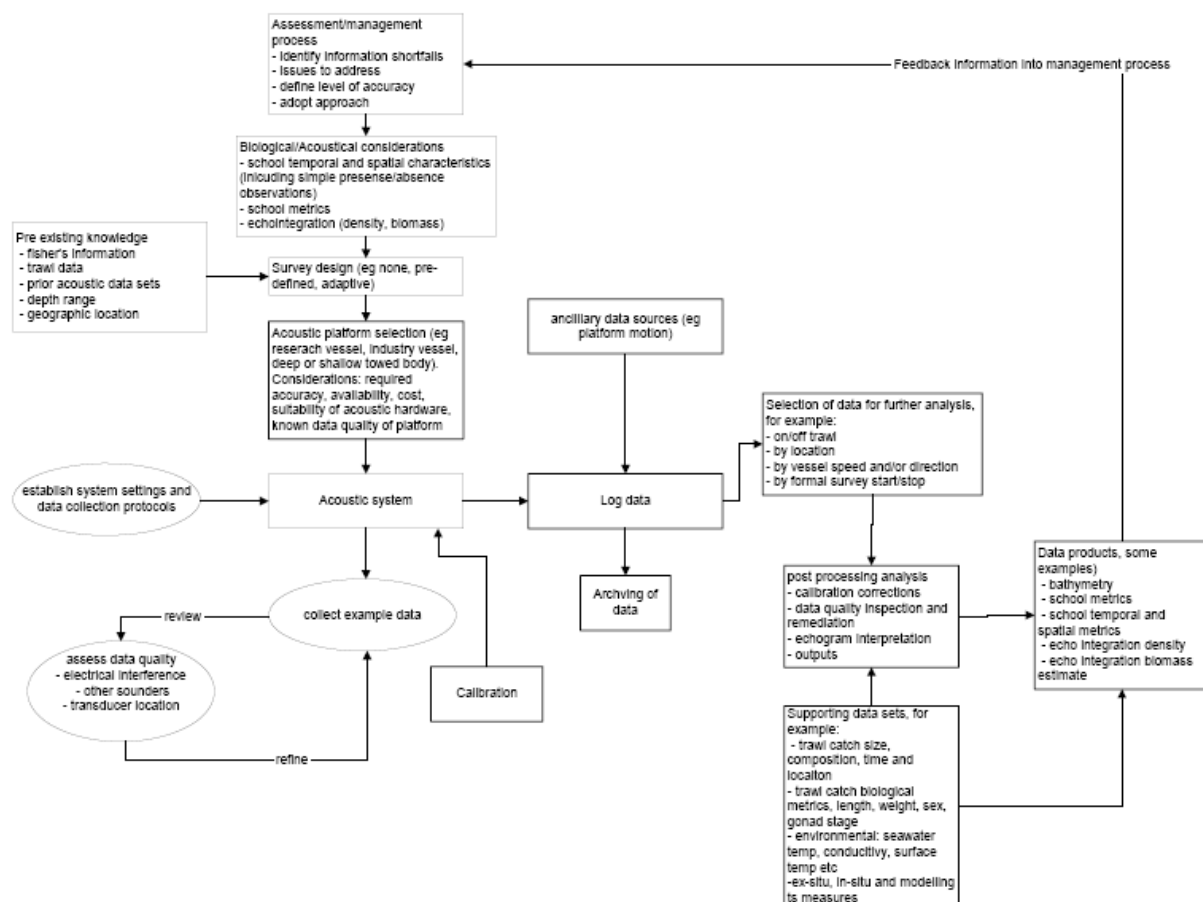 Assessment/management
process
- identify information shortfalls
- issues to address
- define level of accuracy
- adopt approach
Feedback information into management process
Biological/Acoustical considerations
- school temporal and spatial characteristics
(inlcuding simple presense/absence
observations)
- school metrics
- echointegration (density, biomass)
Pre existing knowledge
- fisher's information
- trawl data
- prior acoustic data sets
- depth range
- geographic location
Survey design (eg none, pre-
defined, adaptive)
Acoustic platform selection (eg
reserach vessel, industry vessel,
deep or shallow towed body).
Considerations: required
accuracy, availability, cost,
suitability of acoustic hardware,
known data quality of platform
ancilliary data sources (eg
platform motion)
Selection of data for further analysis,
for example:
- on/off trawl
- by location
- by vessel speed and/or direction
- by formal survey start/stop
establish system settings and
data collection protocols
Acoustic system
Log data
Archving of
data
post processing analysis
- calibration corrections
- data quality inspection and
remediation
- echogram interpretation
- outputs
Data products, some
examples)
- bathymetry
- school metrics
- school temporal and
spatial metrics
- echo integration density
- echo integration biomass
estimate
collect example data
review
assess data quality
- electrical interference
- other sounders
- transducer location
refine
Calibration
Supporting data sets, for
example:
- trawl catch size,
composition, time and
locaiton
- trawl catch biological
metrics, length, weight, sex,
gonad stage
- environmental: seawater
temp, conducitivy, surface
temp etc
-ex-situ, in-situ and modelling
ts measures